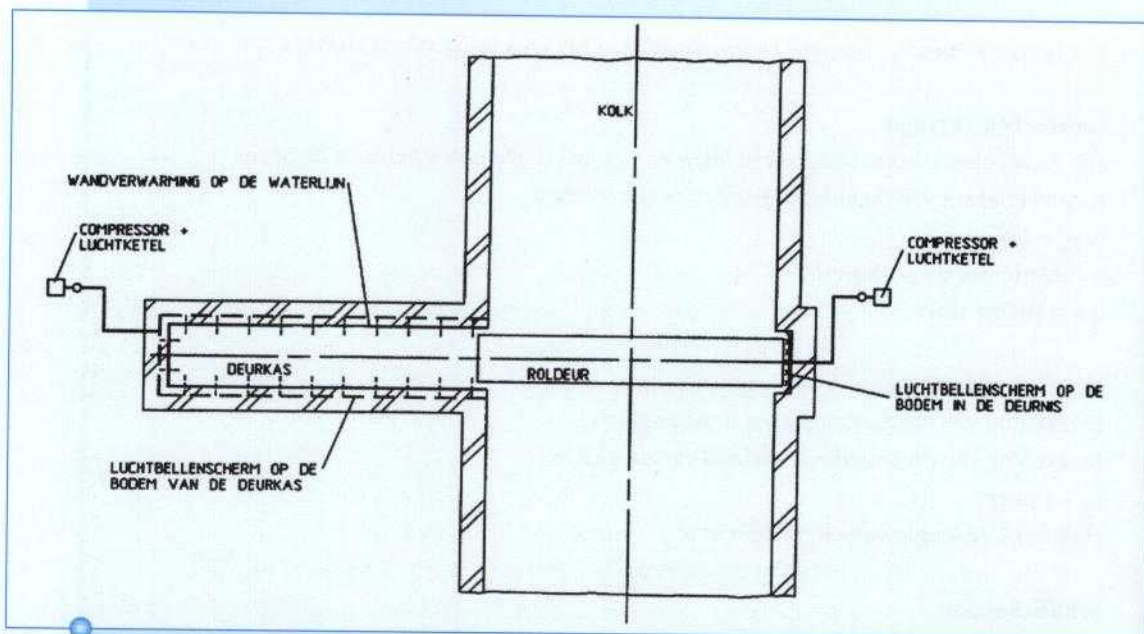 KOLK
WANDVERWARMING OP DE WATERLIJN
COMPRESSOR +
LUCHTKETEL
COMPRESSOR +
LUCHTKETEL
DEURKAS
ROLDEUR
LUCHTBELLENSCHERM OP DE
BODEM IN DE DEURNIS
LUCHTBELLENSCHERM OP DE
BODEM VAN DE DEURKAS